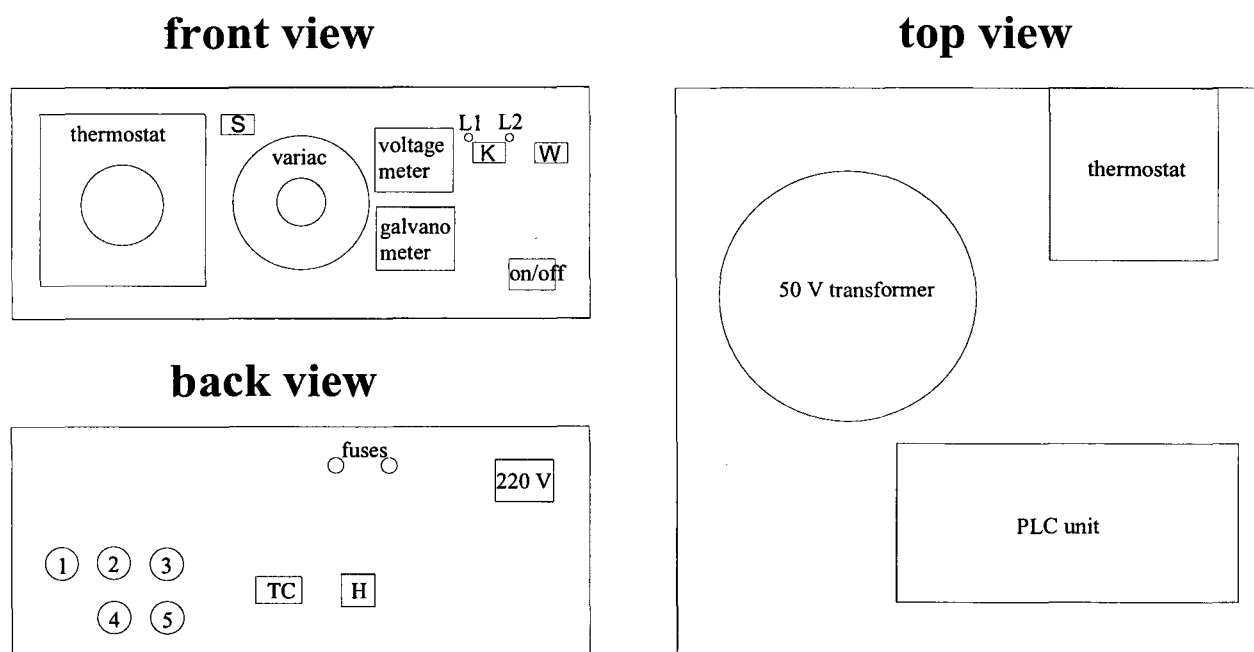 front view
thermostat
S
variac
voltage
meter
L1 L2
K
W
galvano
meter
on/off
back view
fuses
220 V
1 2 3
4 5
TC
H
top view
thermostat
50 V transformer
PLC unit